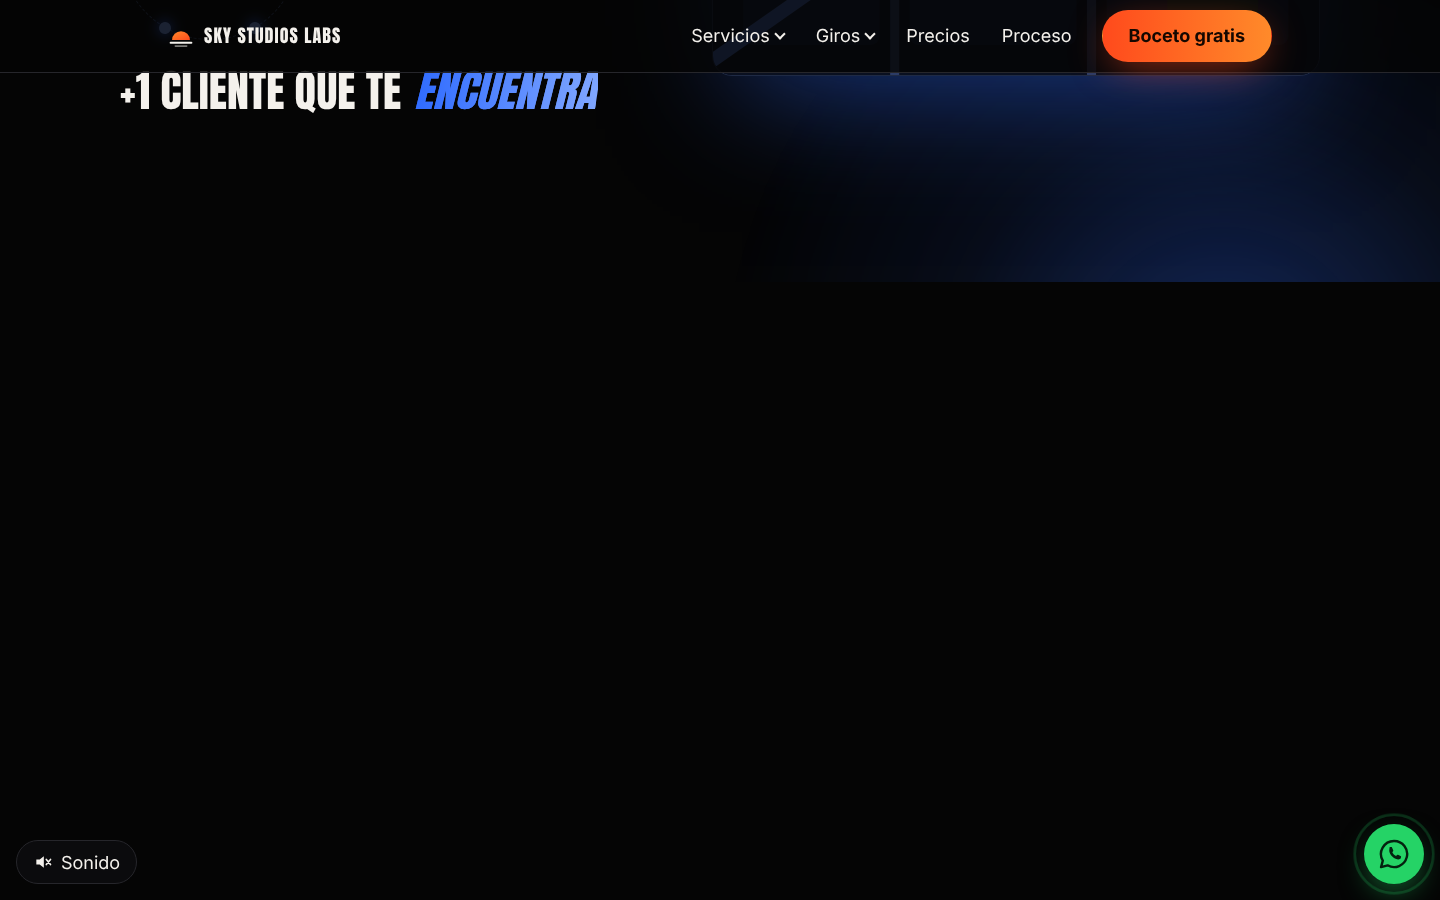 SKY STUDIOS LABS
Servicios
Giros
Precios
Proceso
Boceto gratis
+1 CLIENTE QUE TE ENCUENTRA
Sonido